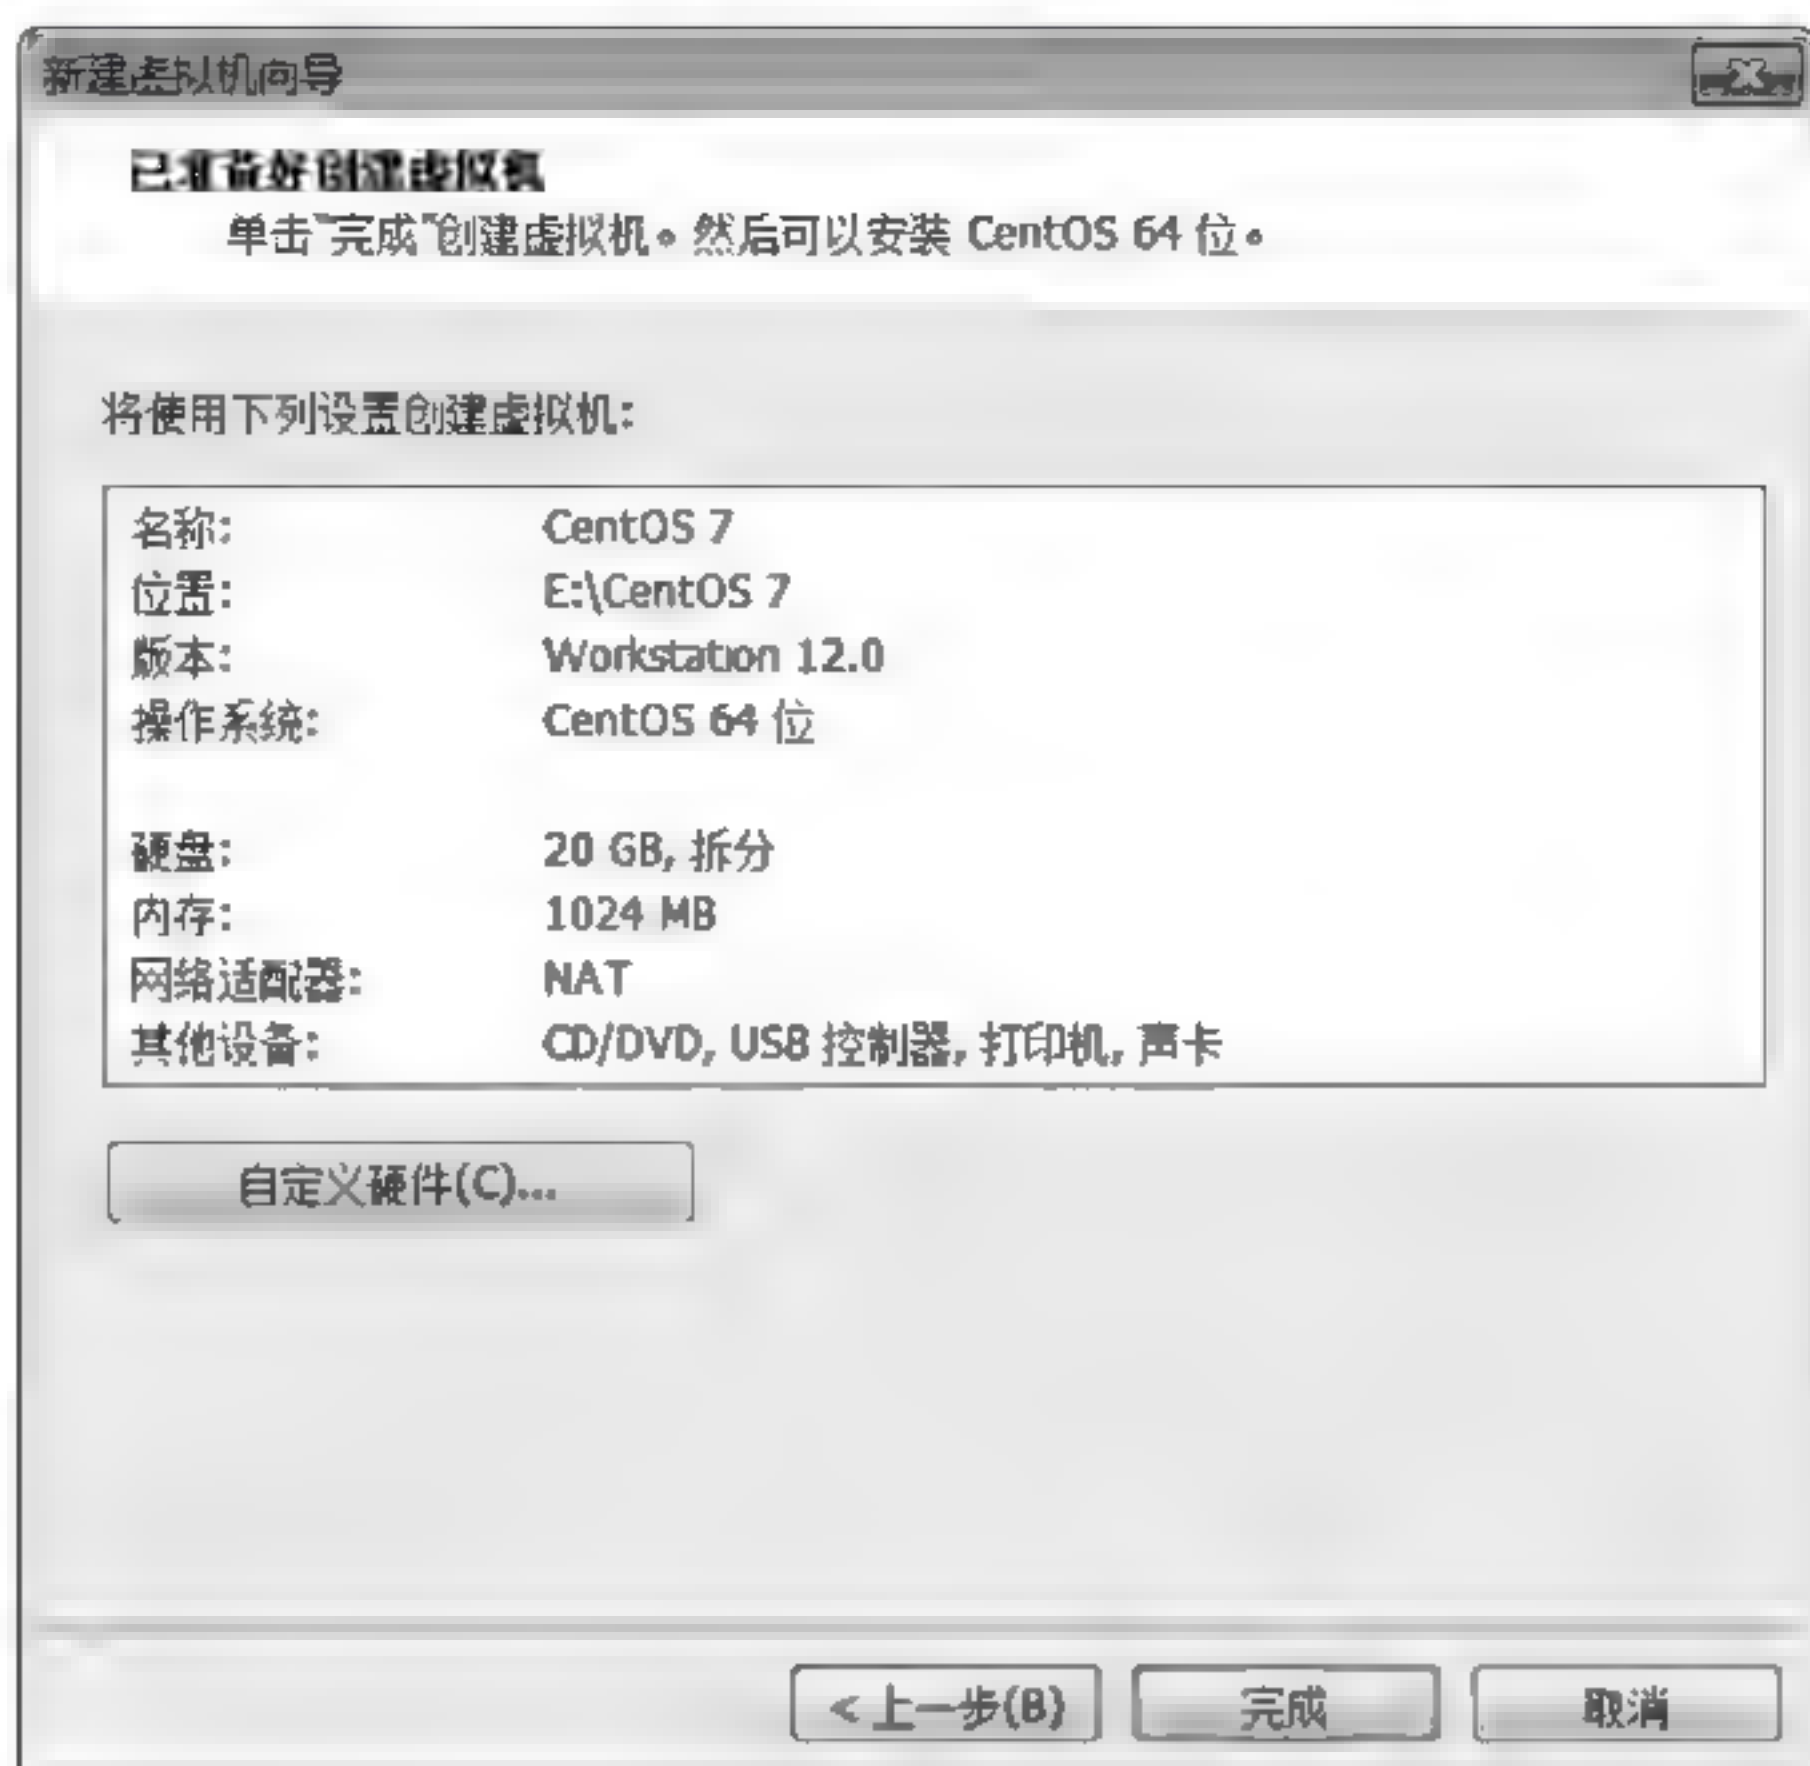 新建虚拟机向导
已准备好创建虚拟机
单击"完成"创建虚拟机。然后可以安装 CentOS 64 位。
将使用下列设置创建虚拟机:
名称: CentOS 7
位置: E:\CentOS 7
版本: Workstation 12.0
操作系统: CentOS 64 位
硬盘: 20 GB, 拆分
内存: 1024 MB
网络适配器: NAT
其他设备: CD/DVD, USB 控制器, 打印机, 声卡
自定义硬件(C)...
< 上一步(B) 完成 取消